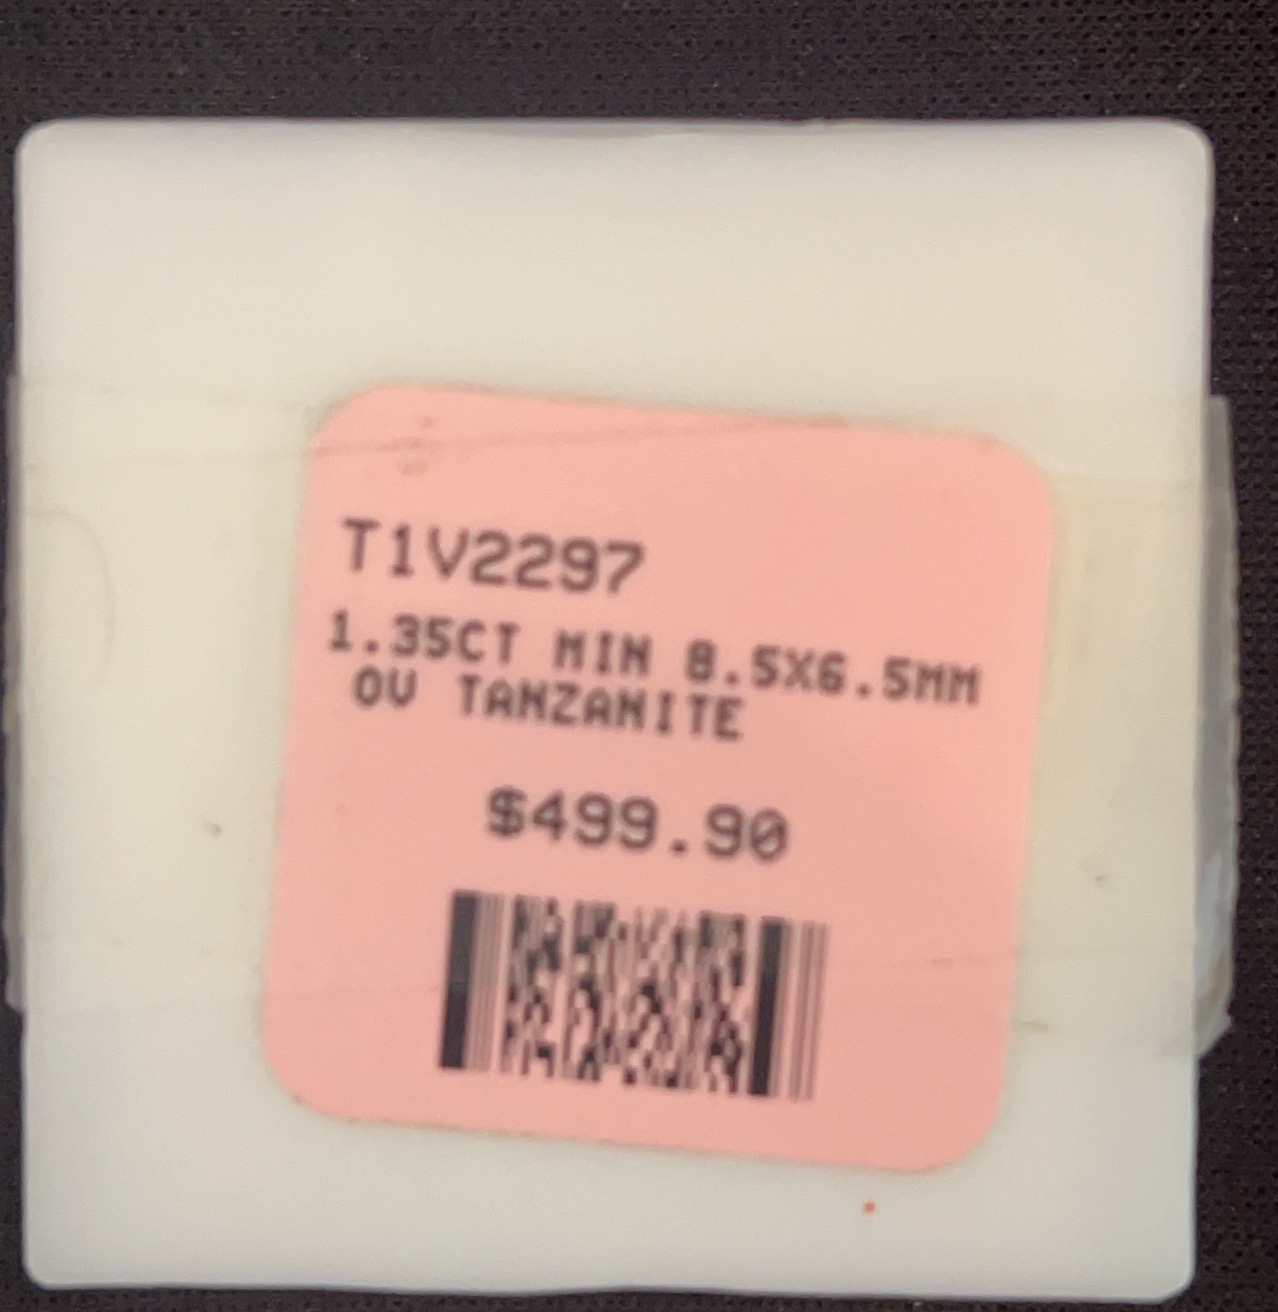 T1V2297
1.35CT MIN 8.5X6.5MM
OV TANZANITE
$499.90